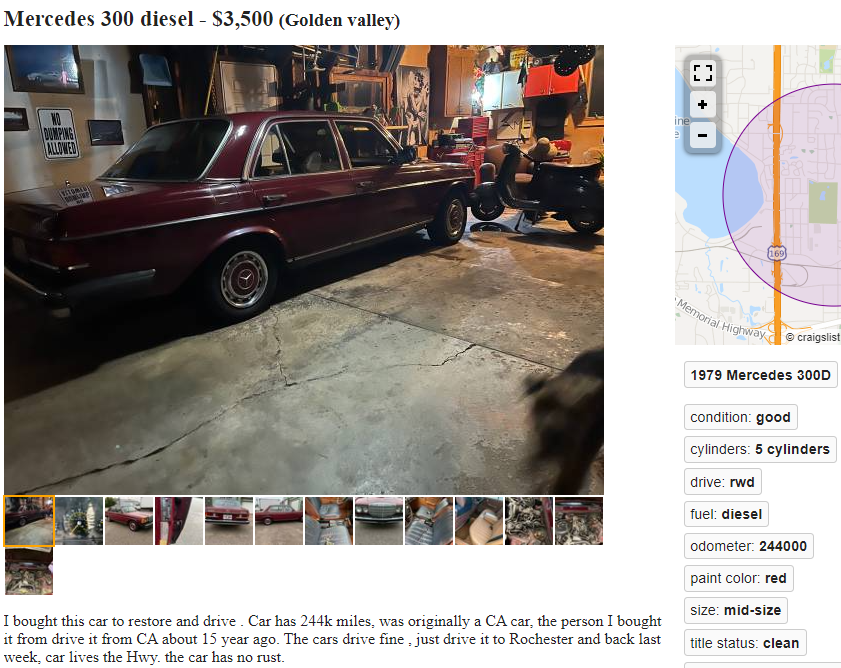 Mercedes 300 diesel - $3,500 (Golden valley)
NO
DUMPING
ALLOWED
+
−
169
Memorial Highway
© craigslist
1979 Mercedes 300D
condition: good
cylinders: 5 cylinders
drive: rwd
fuel: diesel
odometer: 244000
paint color: red
size: mid-size
title status: clean
I bought this car to restore and drive . Car has 244k miles, was originally a CA car, the person I bought
it from drive it from CA about 15 year ago. The cars drive fine , just drive it to Rochester and back last
week, car lives the Hwy. the car has no rust.